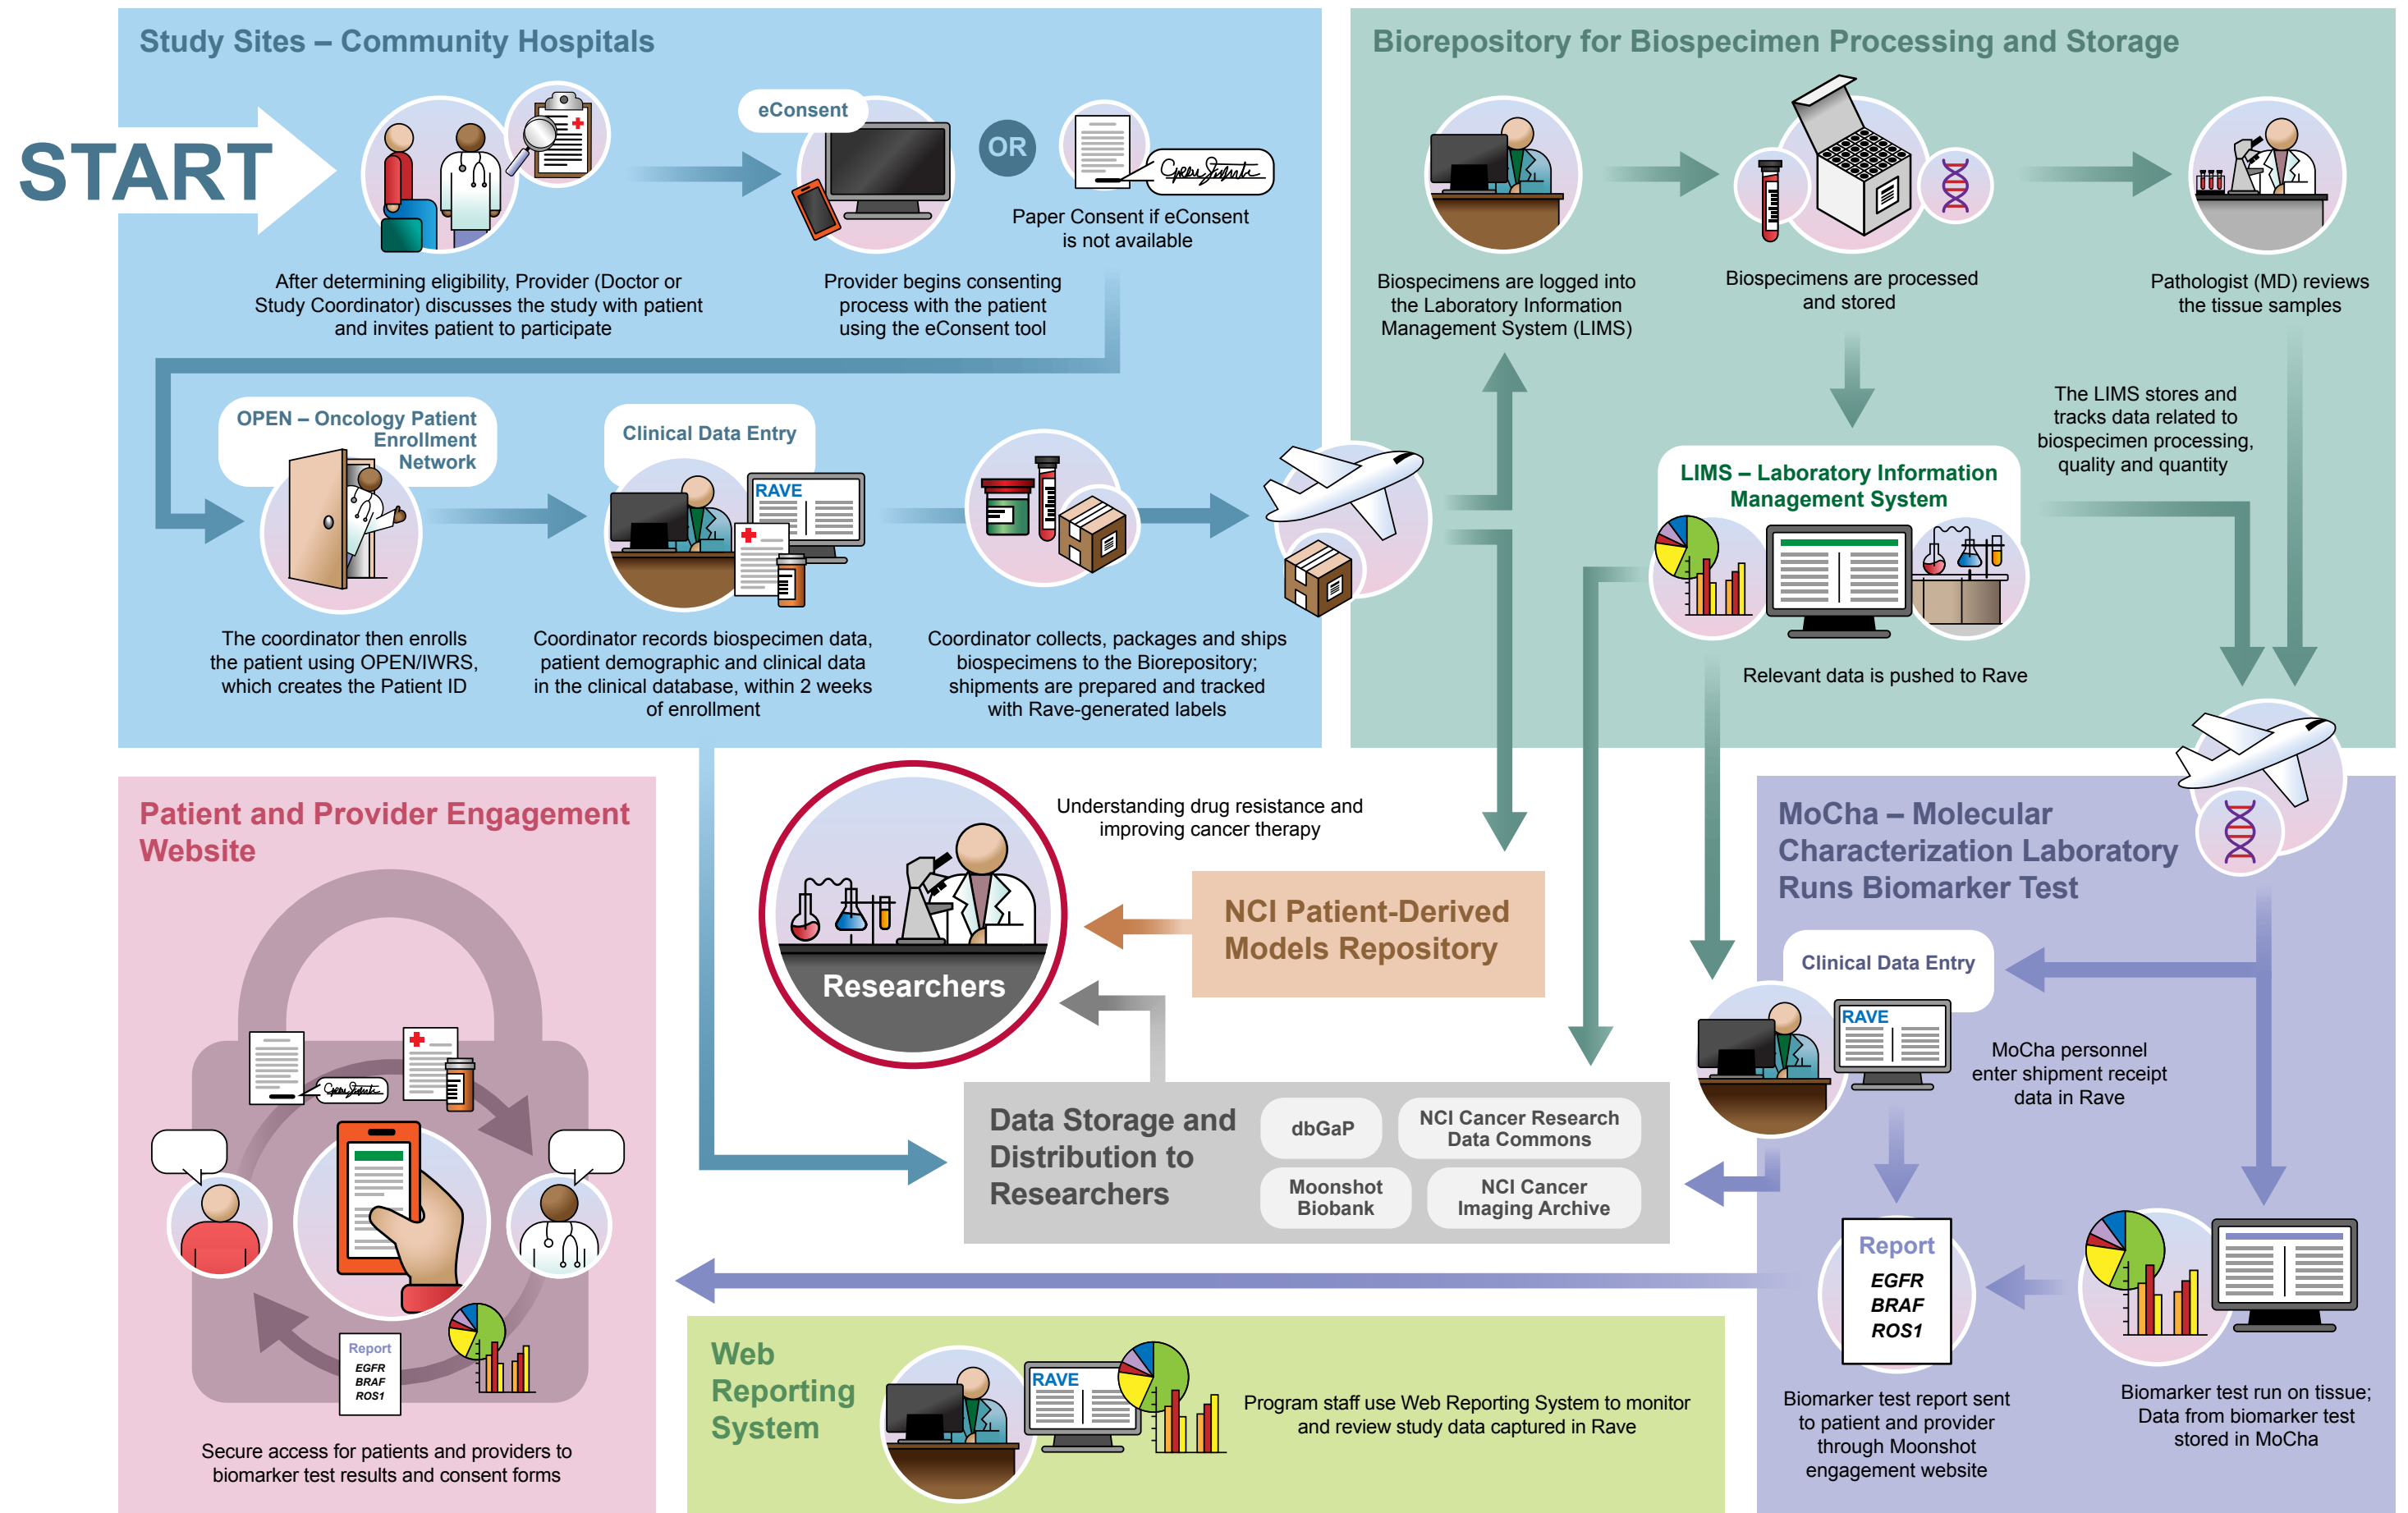 Study Sites – Community Hospitals
START
eConsent
OR
Paper Consent if eConsent
is not available
After determining eligibility, Provider (Doctor or
Study Coordinator) discusses the study with patient
and invites patient to participate
Provider begins consenting
process with the patient
using the eConsent tool
OPEN – Oncology Patient
Enrollment
Network
Clinical Data Entry
RAVE
The coordinator then enrolls
the patient using OPEN/IWRS,
which creates the Patient ID
Coordinator records biospecimen data,
patient demographic and clinical data
in the clinical database, within 2 weeks
of enrollment
Coordinator collects, packages and ships
biospecimens to the Biorepository;
shipments are prepared and tracked
with Rave-generated labels
Biorepository for Biospecimen Processing and Storage
Biospecimens are logged into
the Laboratory Information
Management System (LIMS)
Biospecimens are processed
and stored
Pathologist (MD) reviews
the tissue samples
The LIMS stores and
tracks data related to
biospecimen processing,
quality and quantity
LIMS – Laboratory Information
Management System
Relevant data is pushed to Rave
Patient and Provider Engagement
Website
Report
EGFR
BRAF
ROS1
Secure access for patients and providers to
biomarker test results and consent forms
Understanding drug resistance and
improving cancer therapy
Researchers
NCI Patient-Derived
Models Repository
Data Storage and
Distribution to
Researchers
dbGaP
NCI Cancer Research
Data Commons
Moonshot
Biobank
NCI Cancer
Imaging Archive
MoCha – Molecular
Characterization Laboratory
Runs Biomarker Test
Clinical Data Entry
RAVE
MoCha personnel
enter shipment receipt
data in Rave
Report
EGFR
BRAF
ROS1
Biomarker test report sent
to patient and provider
through Moonshot
engagement website
Biomarker test run on tissue;
Data from biomarker test
stored in MoCha
Web
Reporting
System
RAVE
Program staff use Web Reporting System to monitor
and review study data captured in Rave